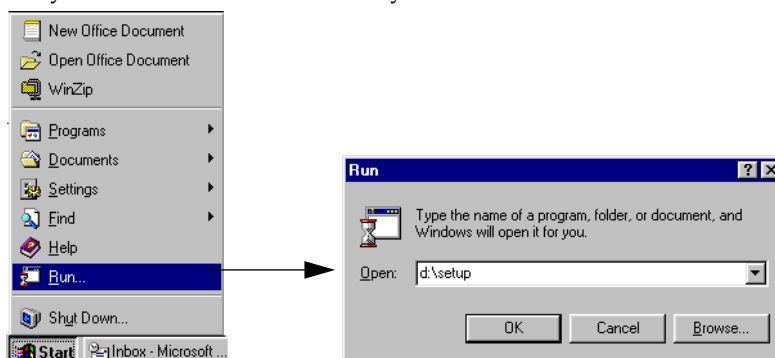 New Office Document
Open Office Document
WinZip
Programs
Documents
Settings
Find
Help
Run...
Shut Down...
Start
Inbox - Microsoft ...
Run
Type the name of a program, folder, or document, and
Windows will open it for you.
Open:
d:\setup
OK
Cancel
Browse...